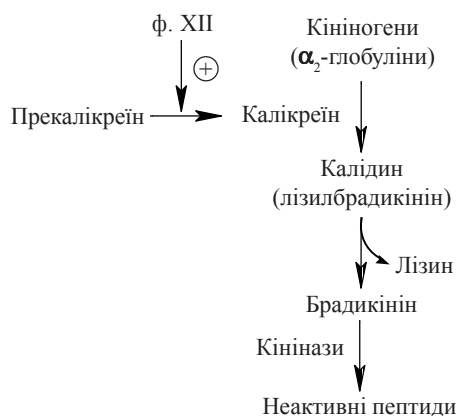 ф. XII
Кініногени
(α₂-глобуліни)
+
Прекалікреїн
Калікреїн
Калідин
(лізилбрадикінін)
Лізин
Брадикінін
Кінінази
Неактивні пептиди